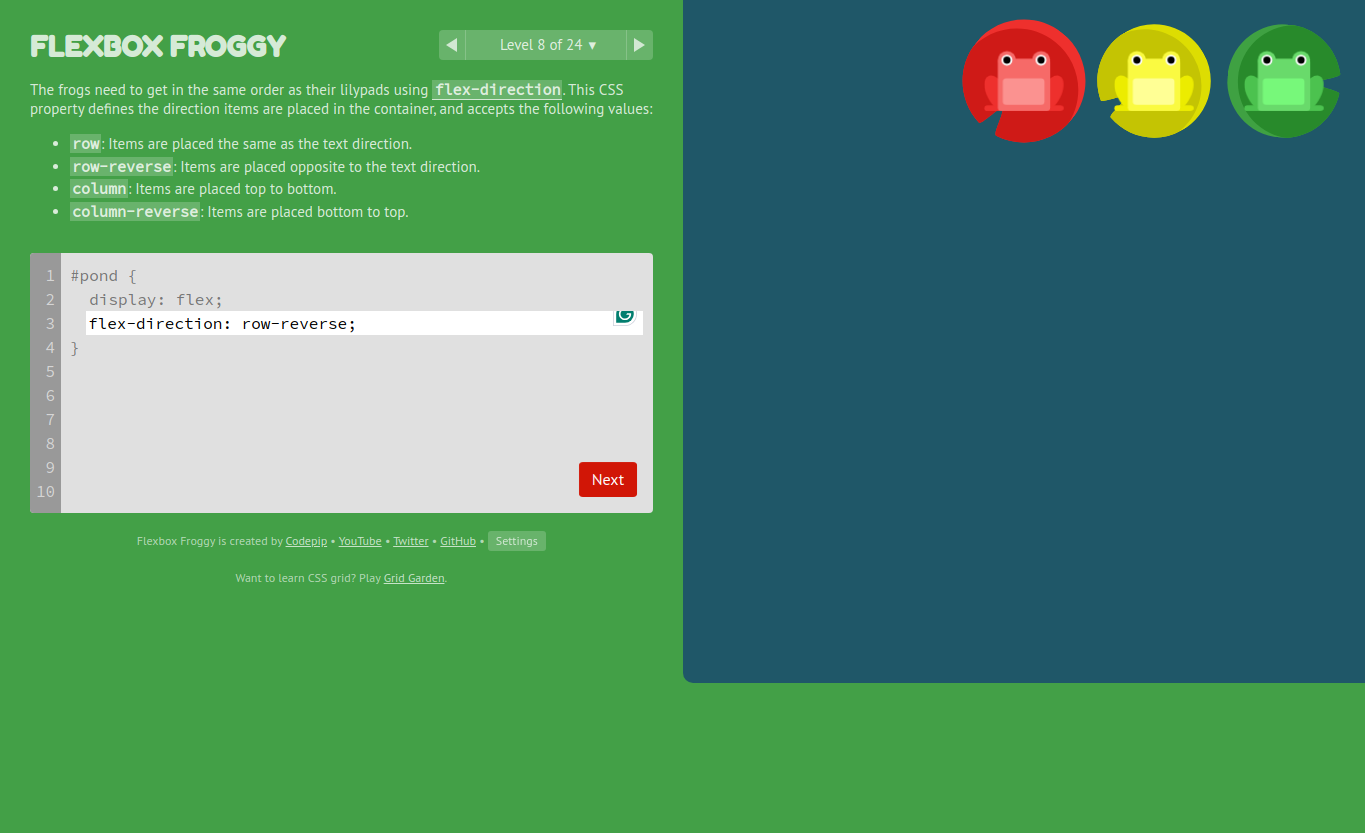 FLEXBOX FROGGY
Level 8 of 24 ▼
The frogs need to get in the same order as their lilypads using flex-direction. This CSS
property defines the direction items are placed in the container, and accepts the following values:
• row: Items are placed the same as the text direction.
• row-reverse: Items are placed opposite to the text direction.
• column: Items are placed top to bottom.
• column-reverse: Items are placed bottom to top.
1 #pond {
2 display: flex;
3 flex-direction: row-reverse;
4 }
5
6
7
8
9
10
Next
Flexbox Froggy is created by Codepip • YouTube • Twitter • GitHub • Settings
Want to learn CSS grid? Play Grid Garden.